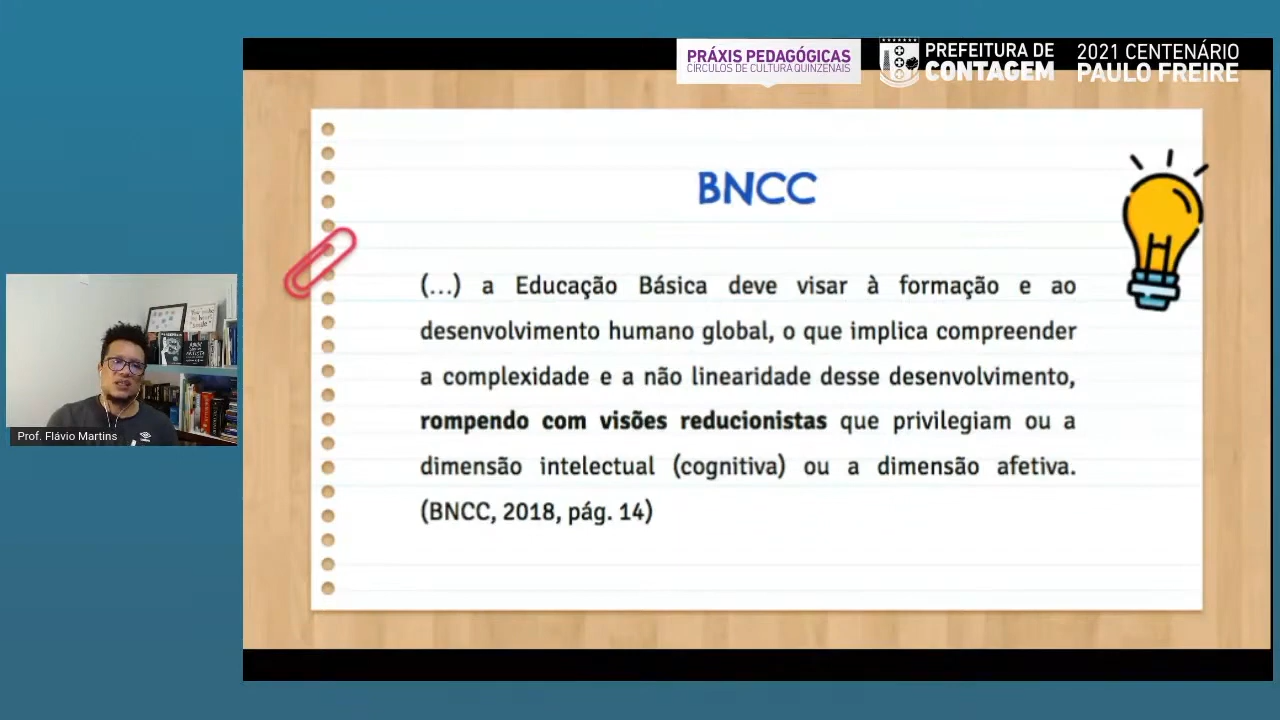 PRÁXIS PEDAGÓGICAS
CÍRCULOS DE CULTURA QUINZENAIS
PREFEITURA DE
CONTAGEM
2021 CENTENÁRIO
PAULO FREIRE
BNCC
(...) a Educação Básica deve visar à formação e ao
desenvolvimento humano global, o que implica compreender
a complexidade e a não linearidade desse desenvolvimento,
rompendo com visões reducionistas que privilegiam ou a
dimensão intelectual (cognitiva) ou a dimensão afetiva.
(BNCC, 2018, pág. 14)
Prof. Flávio Martins